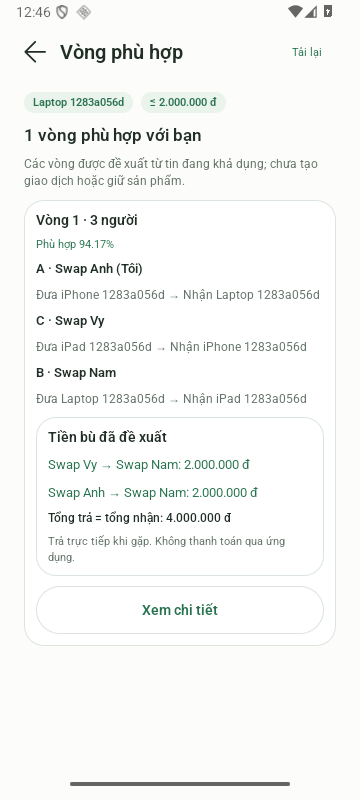 12:46
Vòng phù hợp
Tải lại
Laptop 1283a056d
≤ 2.000.000 đ
1 vòng phù hợp với bạn
Các vòng được đề xuất từ tin đang khả dụng; chưa tạo
giao dịch hoặc giữ sản phẩm.
Vòng 1 · 3 người
Phù hợp 94.17%
A · Swap Anh (Tôi)
Đưa iPhone 1283a056d → Nhận Laptop 1283a056d
C · Swap Vy
Đưa iPad 1283a056d → Nhận iPhone 1283a056d
B · Swap Nam
Đưa Laptop 1283a056d → Nhận iPad 1283a056d
Tiền bù đã đề xuất
Swap Vy → Swap Nam: 2.000.000 đ
Swap Anh → Swap Nam: 2.000.000 đ
Tổng trả = tổng nhận: 4.000.000 đ
Trả trực tiếp khi gặp. Không thanh toán qua ứng
dụng.
Xem chi tiết